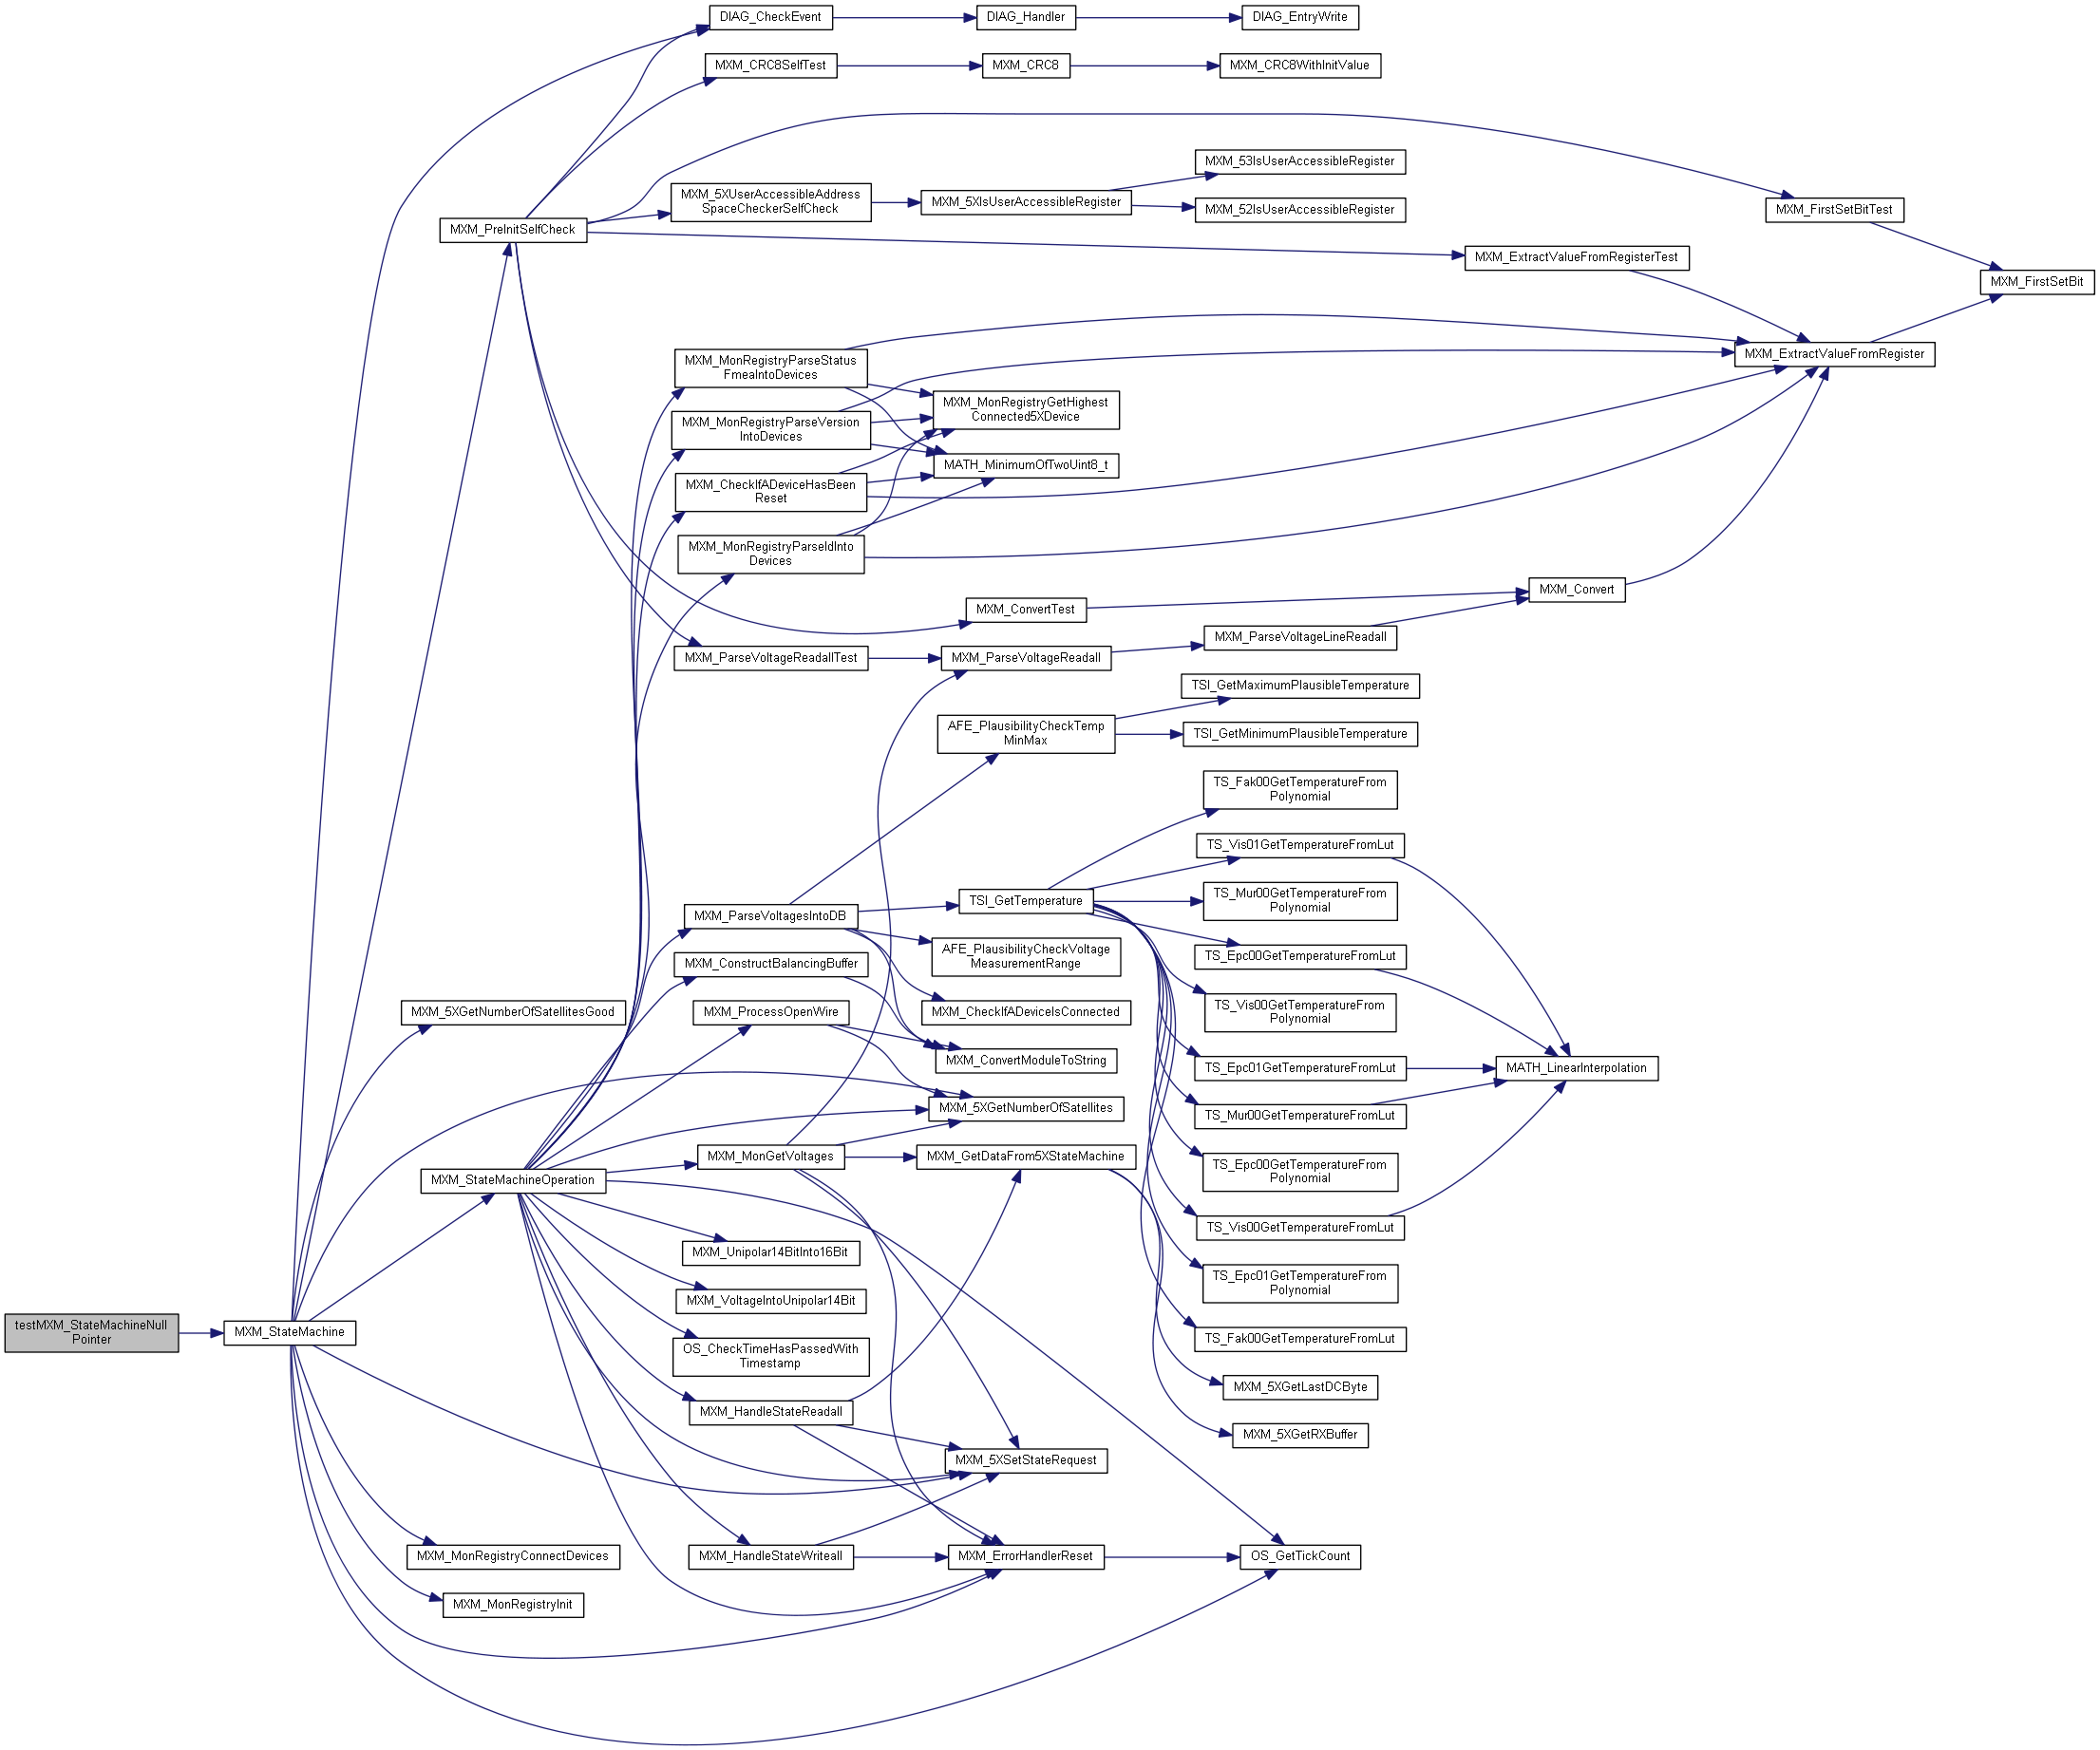 DIAG_CheckEvent
DIAG_Handler
DIAG_EntryWrite
MXM_CRC8SelfTest
MXM_CRC8
MXM_CRC8WithInitValue
MXM_53IsUserAccessibleRegister
MXM_5XUserAccessibleAddress
SpaceCheckerSelfCheck
MXM_5XIsUserAccessibleRegister
MXM_52IsUserAccessibleRegister
MXM_FirstSetBitTest
MXM_PreInitSelfCheck
MXM_ExtractValueFromRegisterTest
MXM_FirstSetBit
MXM_MonRegistryParseStatus
FmeaIntoDevices
MXM_ExtractValueFromRegister
MXM_MonRegistryGetHighest
Connected5XDevice
MXM_MonRegistryParseVersion
IntoDevices
MATH_MinimumOfTwoUint8_t
MXM_CheckIfADeviceHasBeen
Reset
MXM_MonRegistryParseIdInto
Devices
MXM_Convert
MXM_ConvertTest
MXM_ParseVoltageLineReadall
MXM_ParseVoltageReadallTest
MXM_ParseVoltageReadall
TSI_GetMaximumPlausibleTemperature
AFE_PlausibilityCheckTemp
MinMax
TSI_GetMinimumPlausibleTemperature
TS_Fak00GetTemperatureFrom
Polynomial
TS_Vis01GetTemperatureFromLut
TSI_GetTemperature
TS_Mur00GetTemperatureFrom
Polynomial
MXM_ParseVoltagesIntoDB
AFE_PlausibilityCheckVoltage
MeasurementRange
TS_Epc00GetTemperatureFromLut
MXM_ConstructBalancingBuffer
TS_Vis00GetTemperatureFrom
Polynomial
MXM_5XGetNumberOfSatellitesGood
MXM_ProcessOpenWire
MXM_CheckIfADeviceIsConnected
MXM_ConvertModuleToString
TS_Epc01GetTemperatureFromLut
MATH_LinearInterpolation
MXM_5XGetNumberOfSatellites
TS_Mur00GetTemperatureFromLut
MXM_MonGetVoltages
MXM_GetDataFrom5XStateMachine
TS_Epc00GetTemperatureFrom
Polynomial
MXM_StateMachineOperation
TS_Vis00GetTemperatureFromLut
MXM_Unipolar14BitInto16Bit
TS_Epc01GetTemperatureFrom
Polynomial
MXM_VoltageIntoUnipolar14Bit
testMXM_StateMachineNull
Pointer
MXM_StateMachine
TS_Fak00GetTemperatureFromLut
OS_CheckTimeHasPassedWith
Timestamp
MXM_5XGetLastDCByte
MXM_HandleStateReadall
MXM_5XGetRXBuffer
MXM_5XSetStateRequest
MXM_MonRegistryConnectDevices
MXM_HandleStateWriteall
MXM_ErrorHandlerReset
OS_GetTickCount
MXM_MonRegistryInit